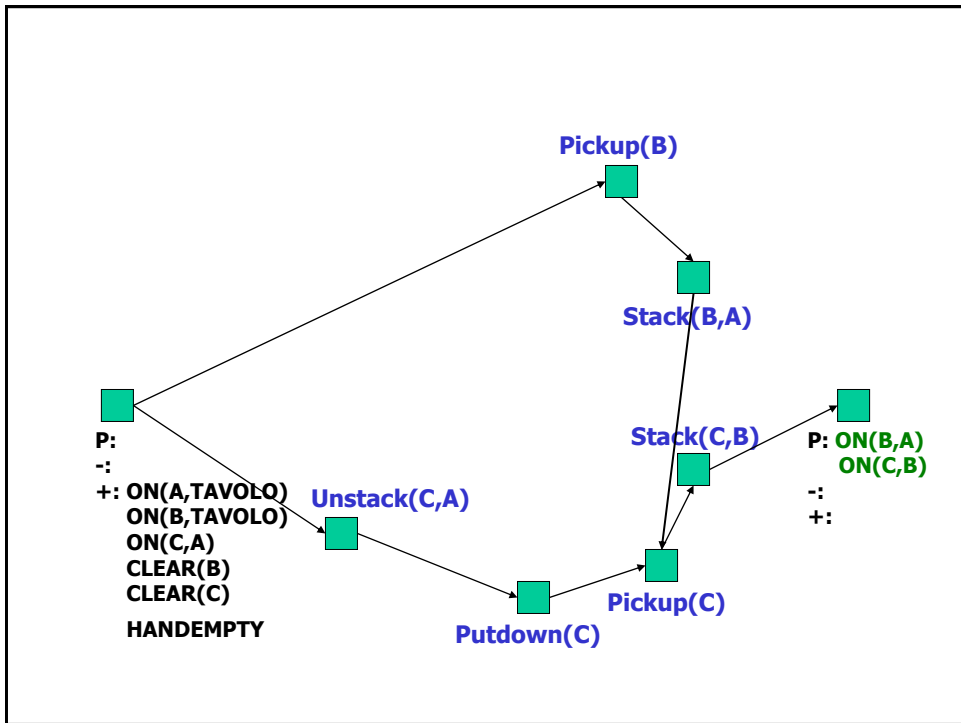 Pickup(B)
Stack(B,A)
P:
-:
+: ON(A,TAVOLO)
ON(B,TAVOLO)
ON(C,A)
CLEAR(B)
CLEAR(C)
HANDEMPTY
Unstack(C,A)
Putdown(C)
Pickup(C)
Stack(C,B)
P: ON(B,A)
ON(C,B)
-:
+: